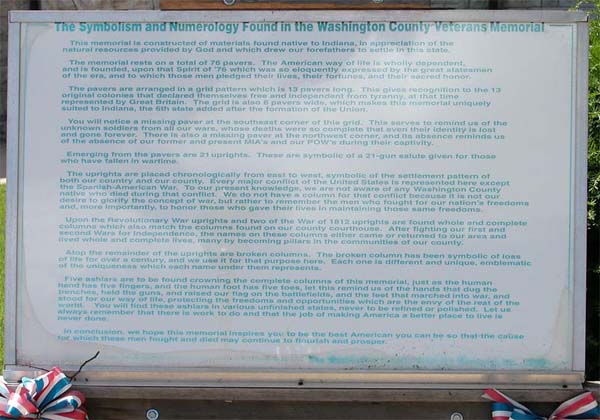 The Symbolism and Numerology Found in the Washington County Veterans Memorial
This memorial is constructed of materials found native to Indiana, in appreciation of the
natural resources provided by God and which drew our forefathers to settle in this state.
The memorial rests on a total of 76 pavers. The American way of life is wholly dependent,
and is founded, upon that Spirit of '76 which was so eloquently expressed by the great statesmen
of the era, and to which those men pledged their lives, their fortunes, and their sacred honor.
The pavers are arranged in a grid pattern which is 13 pavers long. This gives recognition to the 13
original colonies that declared themselves free and independent from tyranny, at that time
represented by Great Britain. The grid is also 6 pavers wide, which makes this memorial uniquely
suited to Indiana, the 6th state added after the formation of the Union.
You will notice a missing paver at the southeast corner of this grid. This serves to remind us of the
unknown soldiers from all our wars, whose deaths were so complete that even their identity is lost
and gone forever. There is also a missing paver at the northwest corner, and its absence reminds us
of the absence of our former and present MIA's and our POW's during their captivity.
Emerging from the pavers are 21 uprights. These are symbolic of a 21-gun salute given for those
who have fallen in wartime.
The uprights are placed chronologically from east to west, symbolic of the settlement pattern of
both our country and our county. Every major conflict of the United States is represented here except
the Spanish-American War. To our present knowledge, we are not aware of any Washington County
native who died during that conflict. We do not have a column for that conflict because it is not our
desire to glorify the concept of war, but rather to remember the men who fought for our nation's freedoms
and, more importantly, to honor those who gave their lives in maintaining those same freedoms.
Upon the Revolutionary War uprights and two of the War of 1812 uprights are found whole and complete
columns which also match the columns found on our county courthouse. After fighting our first and
second Wars for Independence, the names on these columns either came or returned to our area and
lived whole and complete lives, many by becoming pillars in the communities of our county.
Atop the remainder of the uprights are broken columns. The broken column has been symbolic of loss
of life for over a century, and we use it for that purpose here. Each one is different and unique, emblematic
of the uniqueness which each name under them represents.
Five ashlars are to be found crowning the complete columns of this memorial, just as the human
hand has five fingers, and the human foot has five toes, let this remind us of the hands that dug the
trenches, held the guns, and raised our flag on the battlefields, and the feet that marched into war, and
stood for our way of life, protecting the freedoms and opportunities which are the envy of the rest of the
world. You will find these ashlars in various unfinished states, never to be refined or polished. Let us
always remember that there is work to do and that the job of making America a better place to live is
never done.
In conclusion, we hope this memorial inspires you to be the best American you can be so that the cause
for which these men fought and died may continue to flourish and prosper.